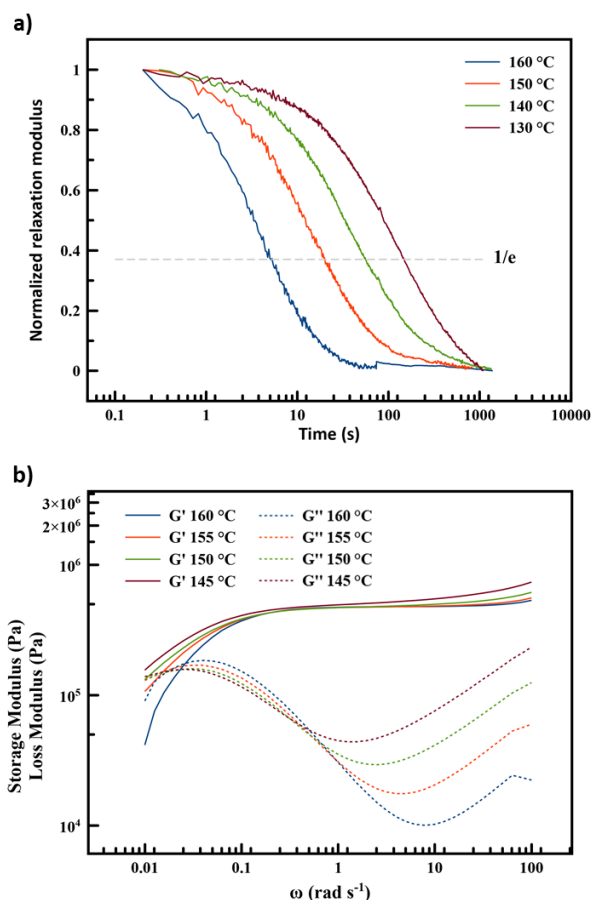 a)
Normalized relaxation modulus
1
0.8
0.6
0.4
0.2
0
160 °C
150 °C
140 °C
130 °C
1/e
0.1
1
10
100
1000
10000
Time (s)
b)
Storage Modulus (Pa)
Loss Modulus (Pa)
3×10⁶
2×10⁶
10⁶
10⁵
10⁴
G' 160 °C
G' 155 °C
G' 150 °C
G' 145 °C
G'' 160 °C
G'' 155 °C
G'' 150 °C
G'' 145 °C
0.01
0.1
1
10
100
ω (rad s⁻¹)